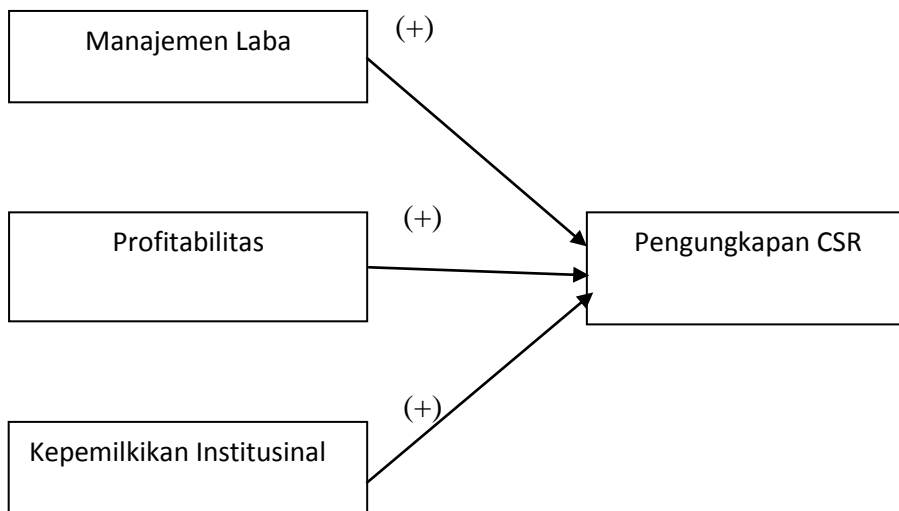 Manajemen Laba
(+)
Profitabilitas
(+)
Pengungkapan CSR
(+)
Kepemilkikan Institusinal